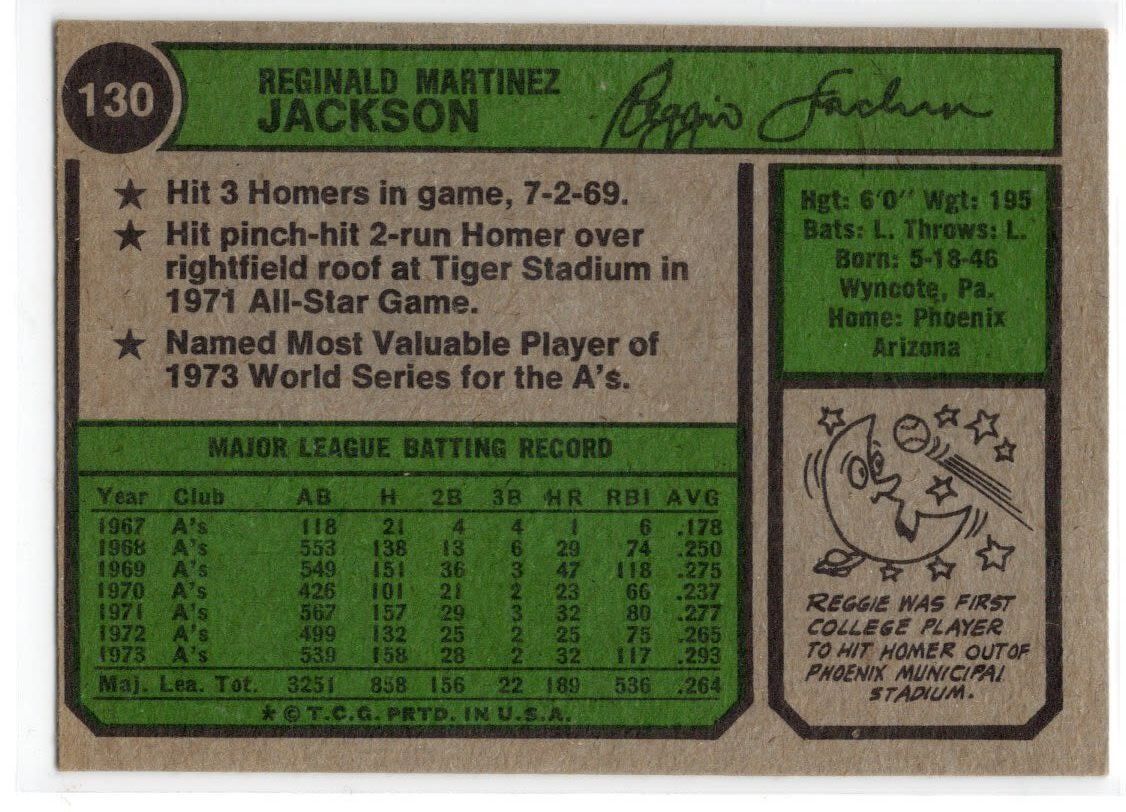 130
REGINALD MARTINEZ
JACKSON
Reggie Jackson
★ Hit 3 Homers in game, 7-2-69.
★ Hit pinch-hit 2-run Homer over
rightfield roof at Tiger Stadium in
1971 All-Star Game.
★ Named Most Valuable Player of
1973 World Series for the A's.
Hgt: 6'0" Wgt: 195
Bats: L. Throws: L.
Born: 5-18-46
Wyncote, Pa.
Home: Phoenix
Arizona
MAJOR LEAGUE BATTING RECORD
Year Club AB H 2B 3B HR RBI AVG
1967 A's 118 21 4 4 1 6 .178
1968 A's 553 138 13 6 29 74 .250
1969 A's 549 151 36 3 47 118 .275
1970 A's 426 101 21 2 23 66 .237
1971 A's 567 157 29 3 32 80 .277
1972 A's 499 132 25 2 25 75 .265
1973 A's 539 158 28 2 32 117 .293
Maj. Lea. Tot. 3251 858 156 22 189 536 .264
★ © T.C.G. PRTD. IN U.S.A.
REGGIE WAS FIRST
COLLEGE PLAYER
TO HIT HOMER OUT OF
PHOENIX MUNICIPAL
STADIUM.